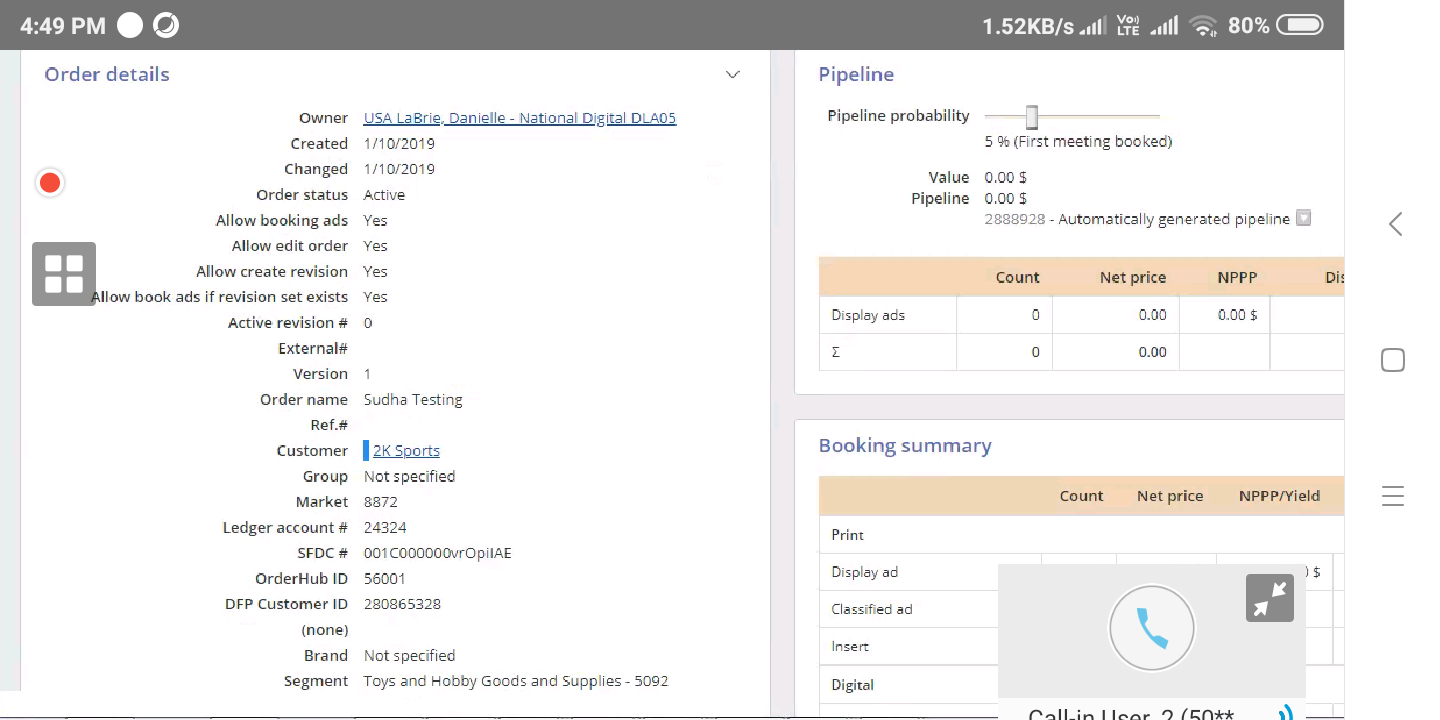 4:49 PM 1.52KB/s Vo) LTE 80%
Order details
Owner USA LaBrie, Danielle - National Digital DLA05
Created 1/10/2019
Changed 1/10/2019
Order status Active
Allow booking ads Yes
Allow edit order Yes
Allow create revision Yes
Allow book ads if revision set exists Yes
Active revision # 0
External#
Version 1
Order name Sudha Testing
Ref.#
Customer 2K Sports
Group Not specified
Market 8872
Ledger account # 24324
SFDC # 001C000000vrOpiIAE
OrderHub ID 56001
DFP Customer ID 280865328
(none)
Brand Not specified
Segment Toys and Hobby Goods and Supplies - 5092
Pipeline
Pipeline probability
5 % (First meeting booked)
Value 0.00 $
Pipeline 0.00 $
2888928 - Automatically generated pipeline
Count Net price NPPP Dis
Display ads 0 0.00 0.00 $
Σ 0 0.00
Booking summary
Count Net price NPPP/Yield
Print
Display ad ) $
Classified ad
Insert
Digital
Call-in User_2 (50**